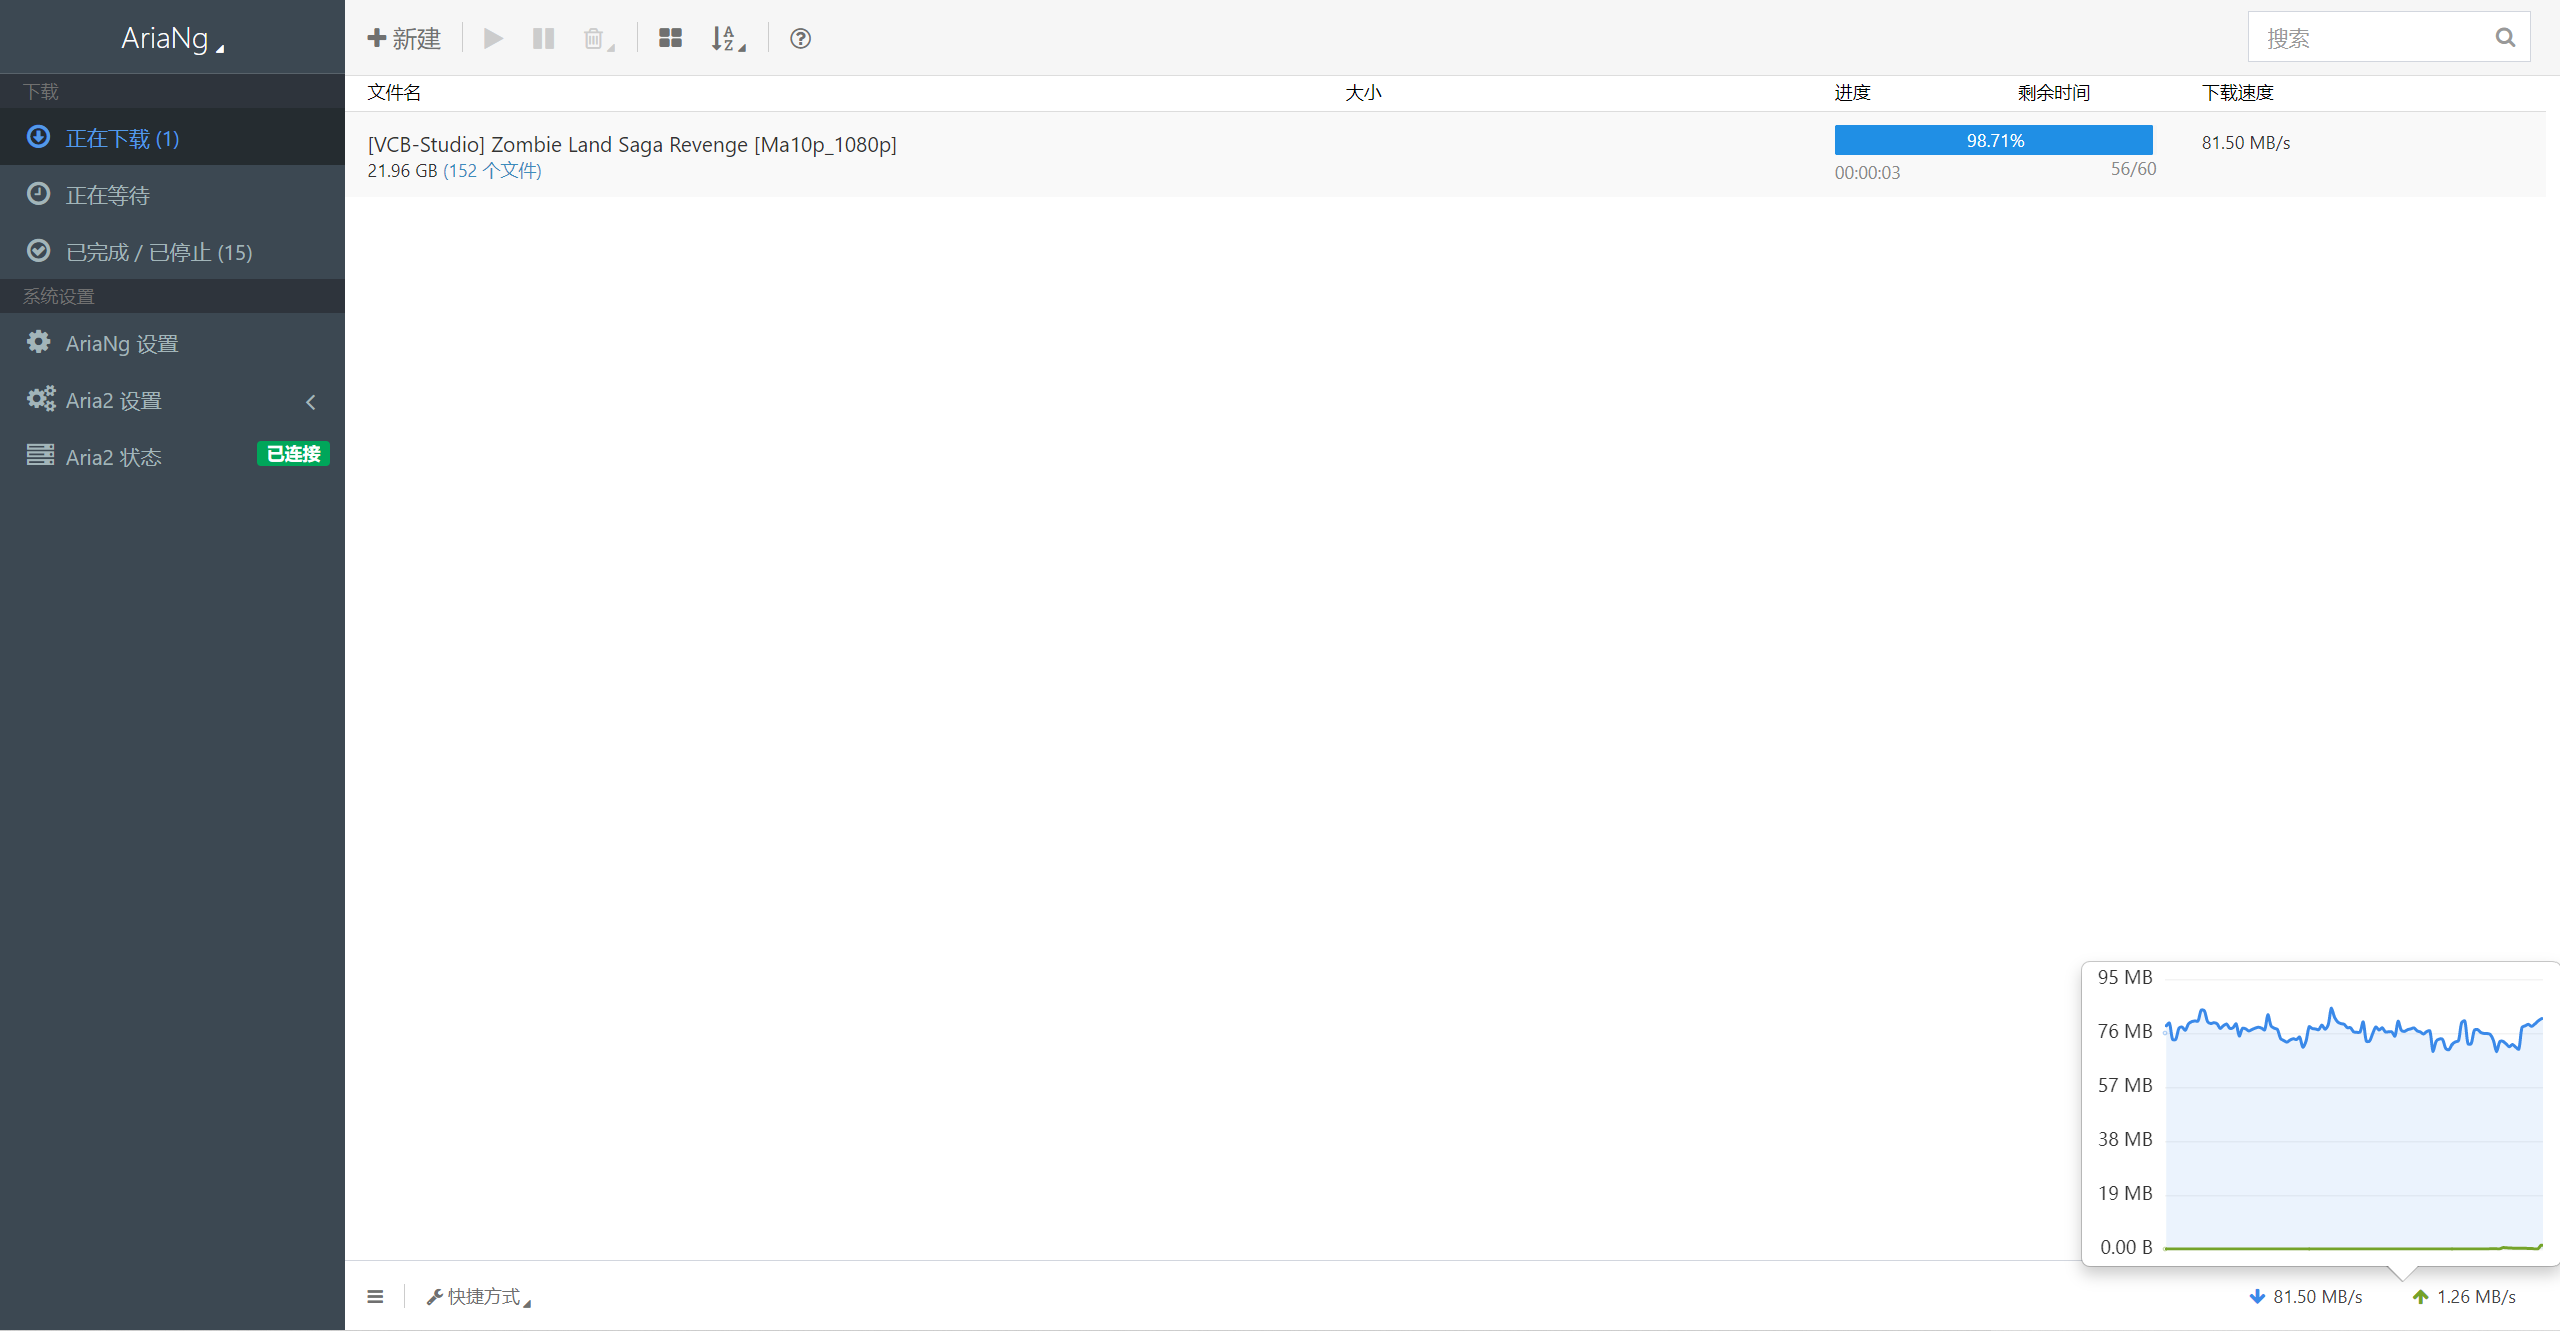 AriaNg
下载
正在下载 (1)
正在等待
已完成 / 已停止 (15)
系统设置
AriaNg 设置
Aria2 设置
Aria2 状态 已连接
新建
搜索
文件名 大小 进度 剩余时间 下载速度
[VCB-Studio] Zombie Land Saga Revenge [Ma10p_1080p]
21.96 GB (152 个文件)
98.71%
00:00:03 56/60
81.50 MB/s
95 MB
76 MB
57 MB
38 MB
19 MB
0.00 B
快捷方式
81.50 MB/s 1.26 MB/s